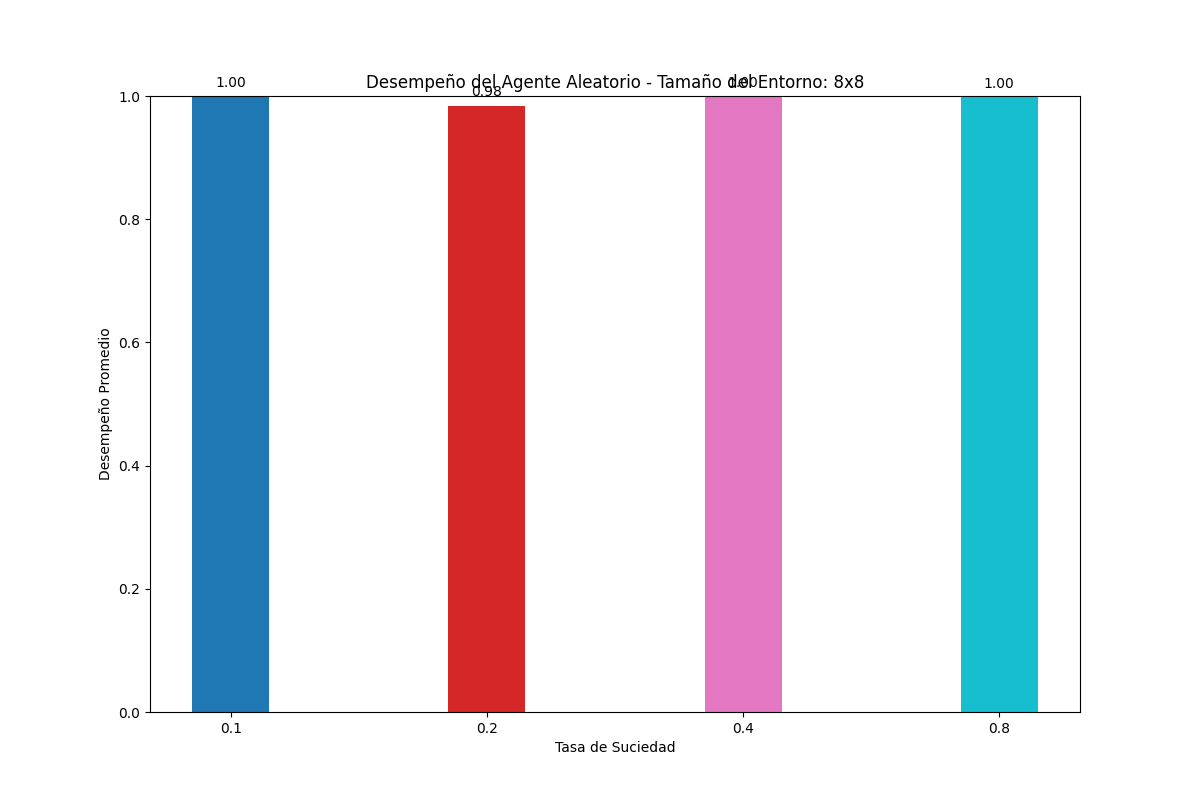 Desempeño del Agente Aleatorio - Tamaño del Entorno: 8x8
1.00
0.98
1.00
1.00
1.0
0.8
0.6
0.4
0.2
0.0
Desempeño Promedio
0.1 0.2 0.4 0.8
Tasa de Suciedad